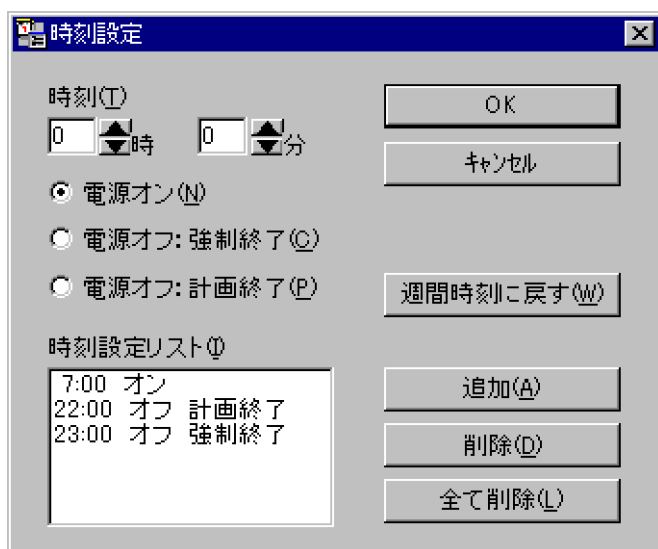 時刻設定
時刻(T)
0 時 0 分
電源オン(N)
電源オフ: 強制終了(C)
電源オフ: 計画終了(P)
時刻設定リスト(I)
7:00 オン
22:00 オフ 計画終了
23:00 オフ 強制終了
OK
キャンセル
週間時刻に戻す(W)
追加(A)
削除(D)
全て削除(L)